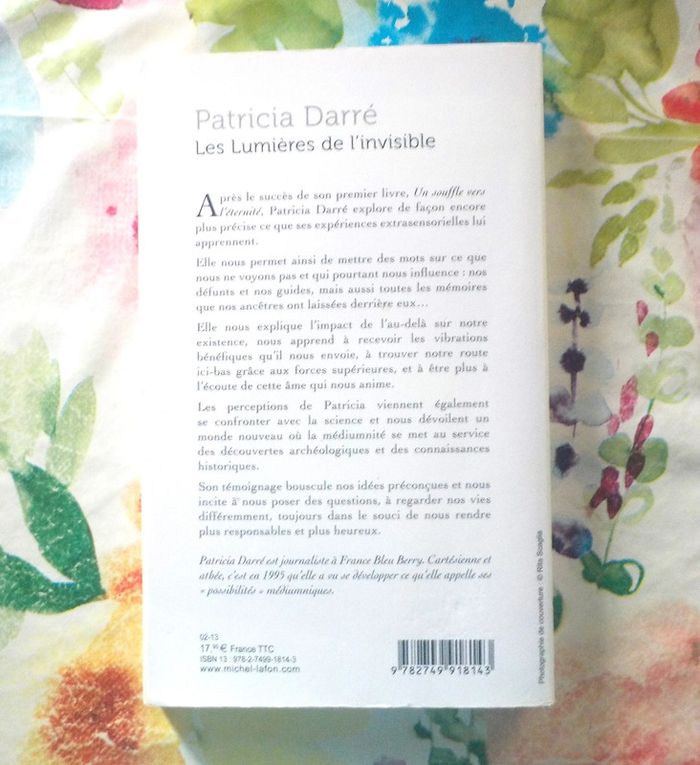 Patricia Darré
Les Lumières de l'invisible
Après le succès de son premier livre, Un souffle vers
l'éternité, Patricia Darré explore de façon encore
plus précise ce que ses expériences extrasensorielles lui
apprennent.
Elle nous permet ainsi de mettre des mots sur ce que
nous ne voyons pas et qui pourtant nous influence : nos
défunts et nos guides, mais aussi toutes les mémoires
que nos ancêtres ont laissées derrière eux…
Elle nous explique l'impact de l'au-delà sur notre
existence, nous apprend à recevoir les vibrations
bénéfiques qu'il nous envoie, à trouver notre route
ici-bas grâce aux forces supérieures, et à être plus à
l'écoute de cette âme qui nous anime.
Les perceptions de Patricia viennent également
se confronter avec la science et nous dévoilent un
monde nouveau où la médiumnité se met au service
des découvertes archéologiques et des connaissances
historiques.
Son témoignage bouscule nos idées préconçues et nous
incite à nous poser des questions, à regarder nos vies
différemment, toujours dans le souci de nous rendre
plus responsables et plus heureux.
Patricia Darré est journaliste à France Bleu Berry. Cartésienne et
athée, c'est en 1995 qu'elle a vu se développer ce qu'elle appelle ses
« possibilités » médiumniques.
02-13
17,95 € France TTC
ISBN 13 : 978-2-7499-1814-3
www.michel-lafon.com
9 782749 918143
Photographie de couverture : © Rita Scaglia